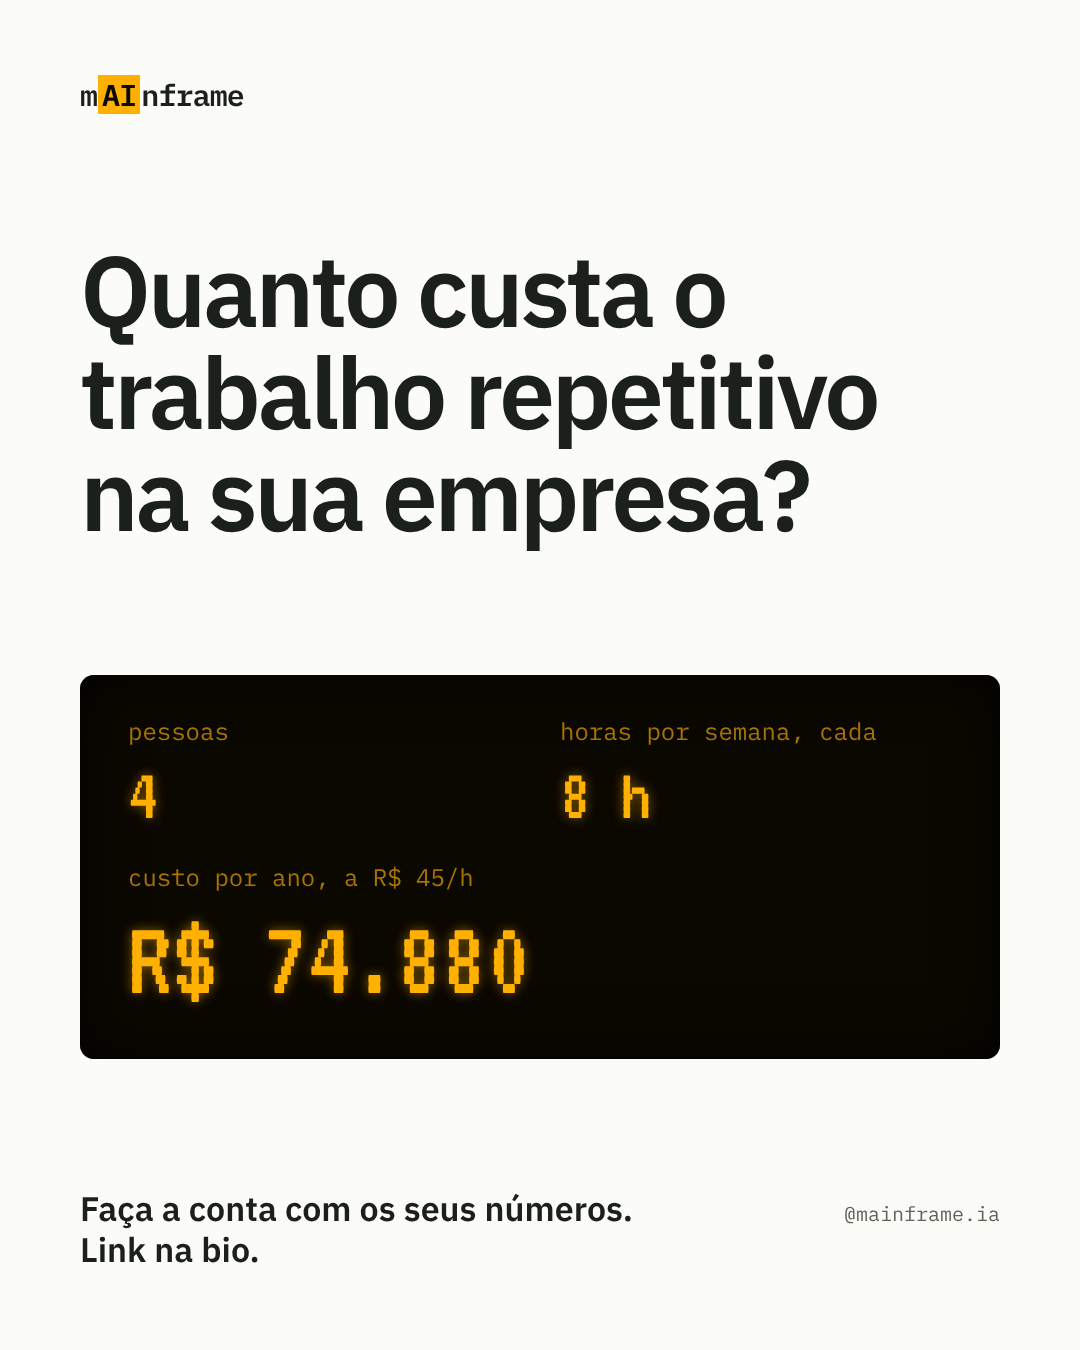 mAInframe
Quanto custa o
trabalho repetitivo
na sua empresa?
pessoas
horas por semana, cada
4
8 h
custo por ano, a R$ 45/h
R$ 74.880
Faça a conta com os seus números.
Link na bio.
@mainframe.ia